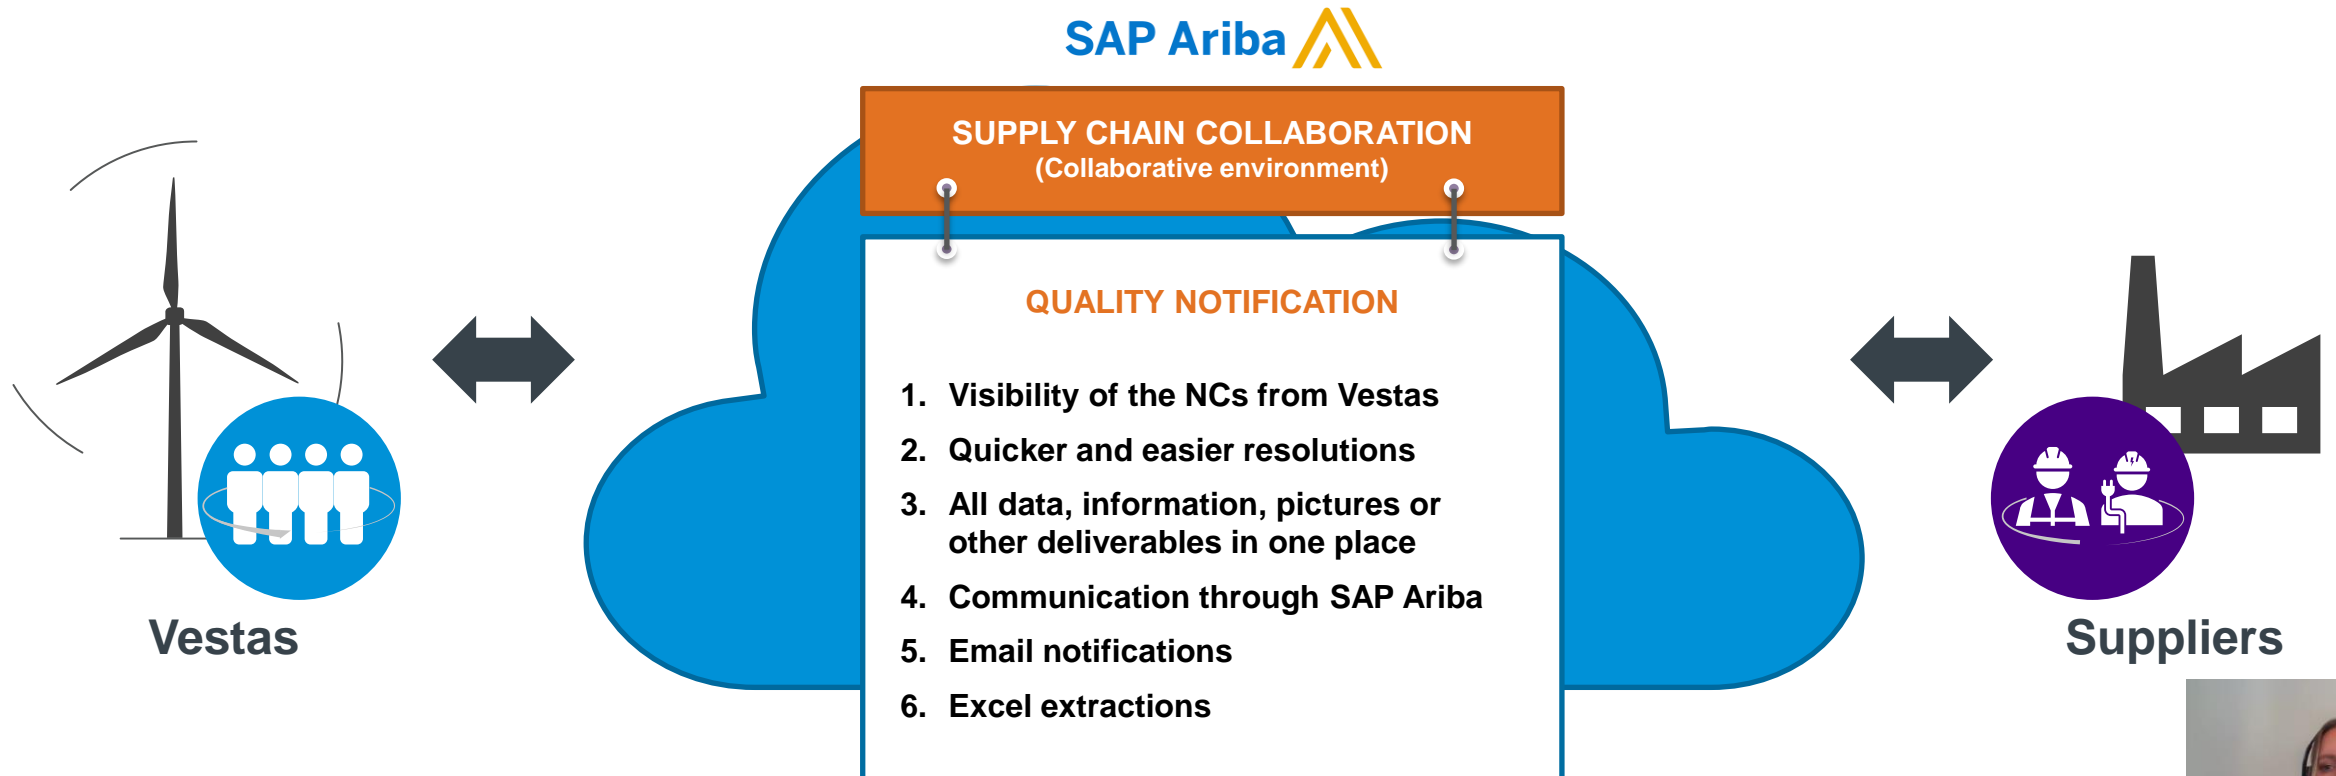 SAP Ariba
SUPPLY CHAIN COLLABORATION
(Collaborative environment)
QUALITY NOTIFICATION
1. Visibility of the NCs from Vestas
2. Quicker and easier resolutions
3. All data, information, pictures or
other deliverables in one place
4. Communication through SAP Ariba
5. Email notifications
6. Excel extractions
Vestas
Suppliers